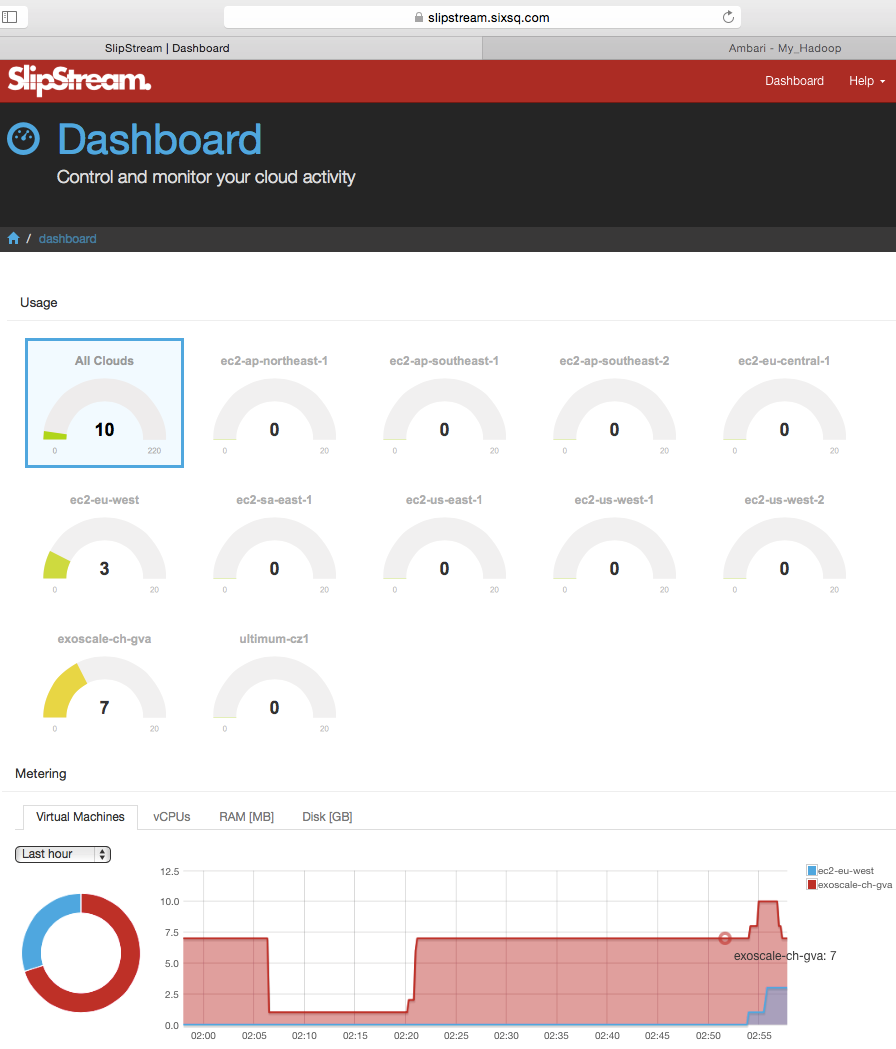 slipstream.sixsq.com
SlipStream | Dashboard
Ambari - My_Hadoop
SlipStream.
Dashboard
Help
Dashboard
Control and monitor your cloud activity
/ dashboard
Usage
All Clouds
10
0 220
ec2-ap-northeast-1
0
0 20
ec2-ap-southeast-1
0
0 20
ec2-ap-southeast-2
0
0 20
ec2-eu-central-1
0
0 20
ec2-eu-west
3
0 20
ec2-sa-east-1
0
0 20
ec2-us-east-1
0
0 20
ec2-us-west-1
0
0 20
ec2-us-west-2
0
0 20
exoscale-ch-gva
7
0 20
ultimum-cz1
0
0 20
Metering
Virtual Machines
vCPUs
RAM [MB]
Disk [GB]
Last hour
12.5
10.0
7.5
5.0
2.5
0.0
02:00 02:05 02:10 02:15 02:20 02:25 02:30 02:35 02:40 02:45 02:50 02:55
ec2-eu-west
exoscale-ch-gva
exoscale-ch-gva: 7